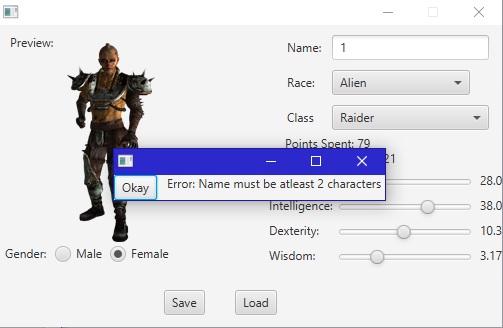 Preview:
Name: 1
Race: Alien
Class Raider
Points Spent: 79
21
Okay Error: Name must be atleast 2 characters
28.0
Intelligence: 38.0
Dexterity: 10.3
Gender: Male Female
Wisdom: 3.17
Save Load